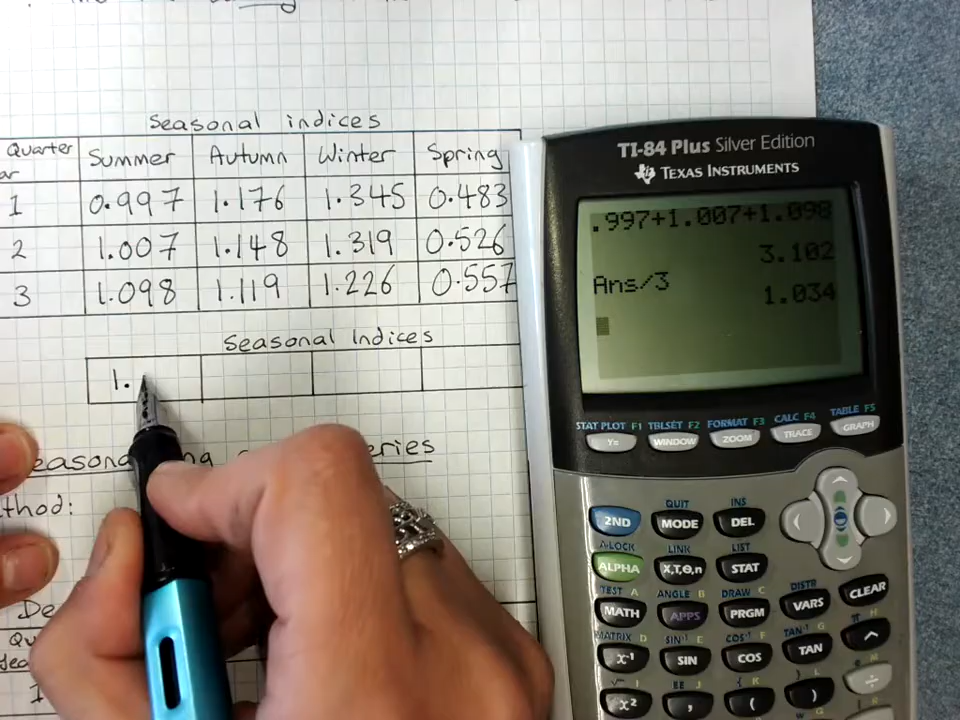 Seasonal indices
Quarter Summer Autumn Winter Spring
1 0.997 1.176 1.345 0.483
2 1.007 1.148 1.319 0.526
3 1.098 1.119 1.226 0.557
Seasonal Indices
1.
TI-84 Plus Silver Edition
TEXAS INSTRUMENTS
.997+1.007+1.098
3.102
Ans/3
1.034
STAT PLOT F1 TBLSET F2 FORMAT F3 CALC F4 TABLE F5
Y= WINDOW ZOOM TRACE GRAPH
QUIT INS
2ND MODE DEL
A-LOCK LINK LIST
ALPHA X,T,θ,n STAT
TEST A ANGLE B DRAW C DISTR
MATH APPS PRGM VARS CLEAR
MATRIX D SIN⁻¹ E COS⁻¹ F TAN⁻¹ G π H
x⁻¹ SIN COS TAN ^
√ I EE J { K } L
x² , ( ) ÷